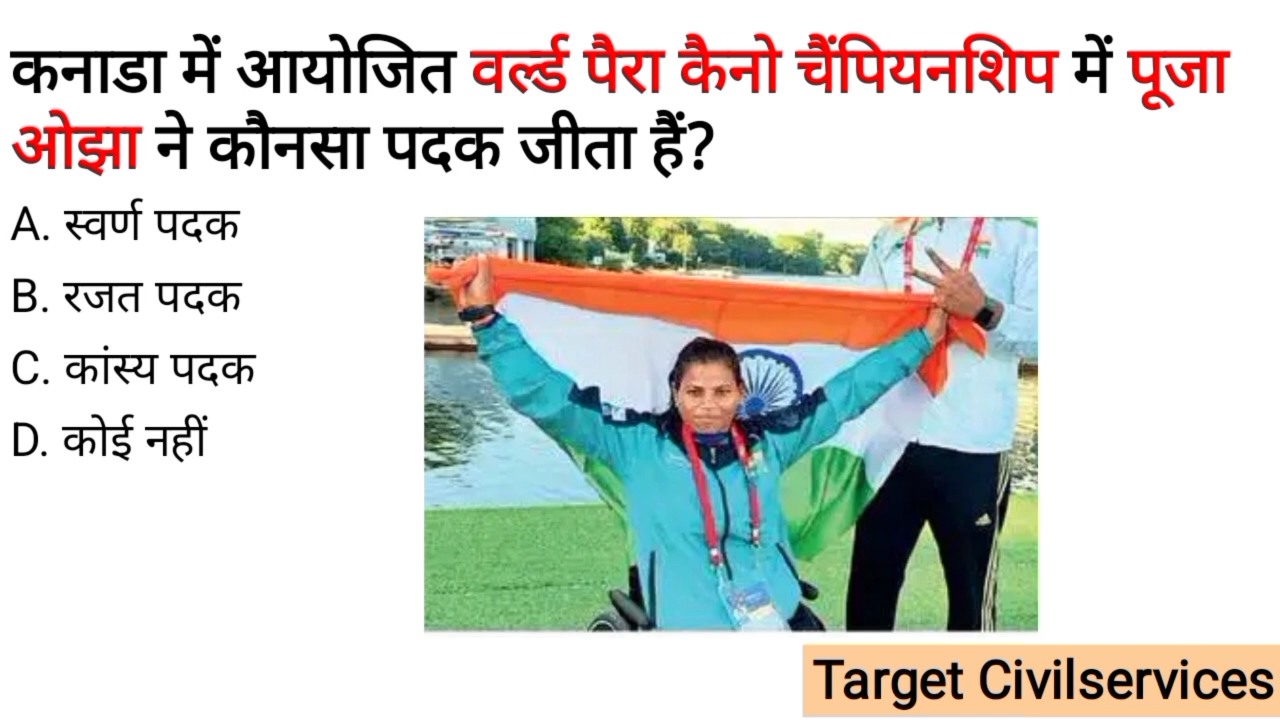 कनाडा में आयोजित वर्ल्ड पैरा कैनो चैंपियनशिप में पूजा
ओझा ने कौनसा पदक जीता हैं?
A. स्वर्ण पदक
B. रजत पदक
C. कांस्य पदक
D. कोई नहीं
Target Civilservices